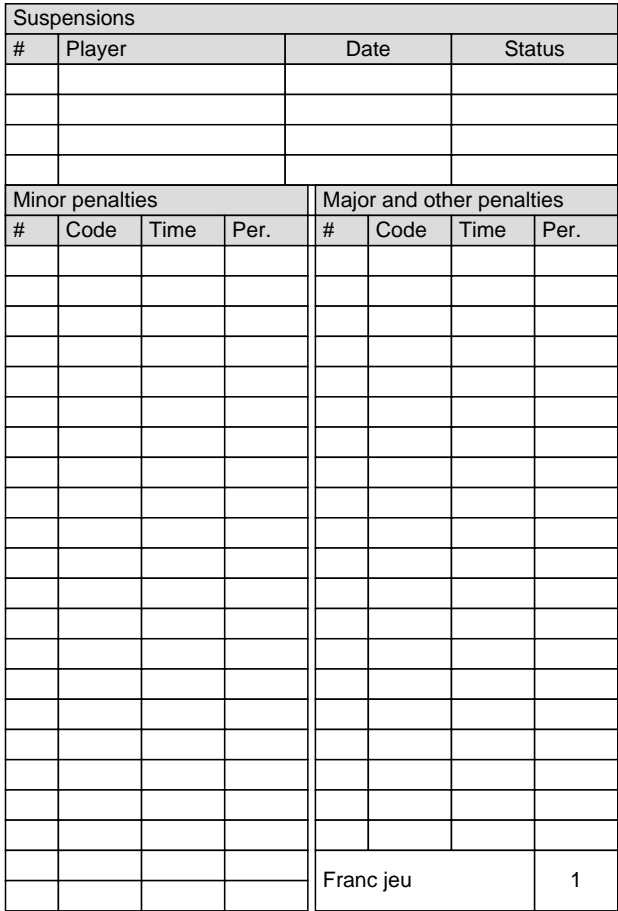 Suspensions
# Player Date Status
Minor penalties Major and other penalties
# Code Time Per. # Code Time Per.
Franc jeu 1